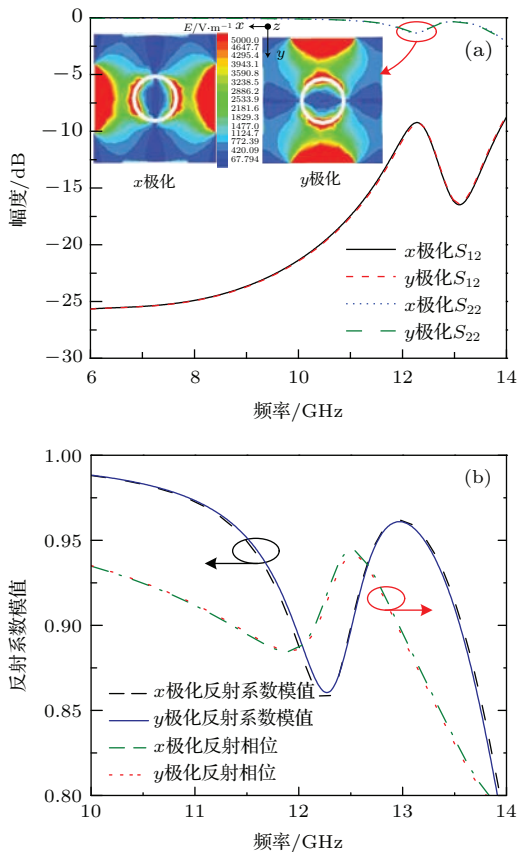 0
−5
−10
−15
−20
−25
−30
幅度/dB
E/V·m⁻¹
x
z
y
(a)
5000.0
4647.7
4295.4
3943.1
3590.8
3238.5
2886.2
2533.9
2181.6
1829.3
1477.0
1124.7
772.39
420.09
67.794
x极化
y极化
x极化S₁₂
y极化S₁₂
x极化S₂₂
y极化S₂₂
6 8 10 12 14
频率/GHz
1.00
0.95
0.90
0.85
0.80
反射系数模值
(b)
x极化反射系数模值
y极化反射系数模值
x极化反射相位
y极化反射相位
10 11 12 13 14
频率/GHz